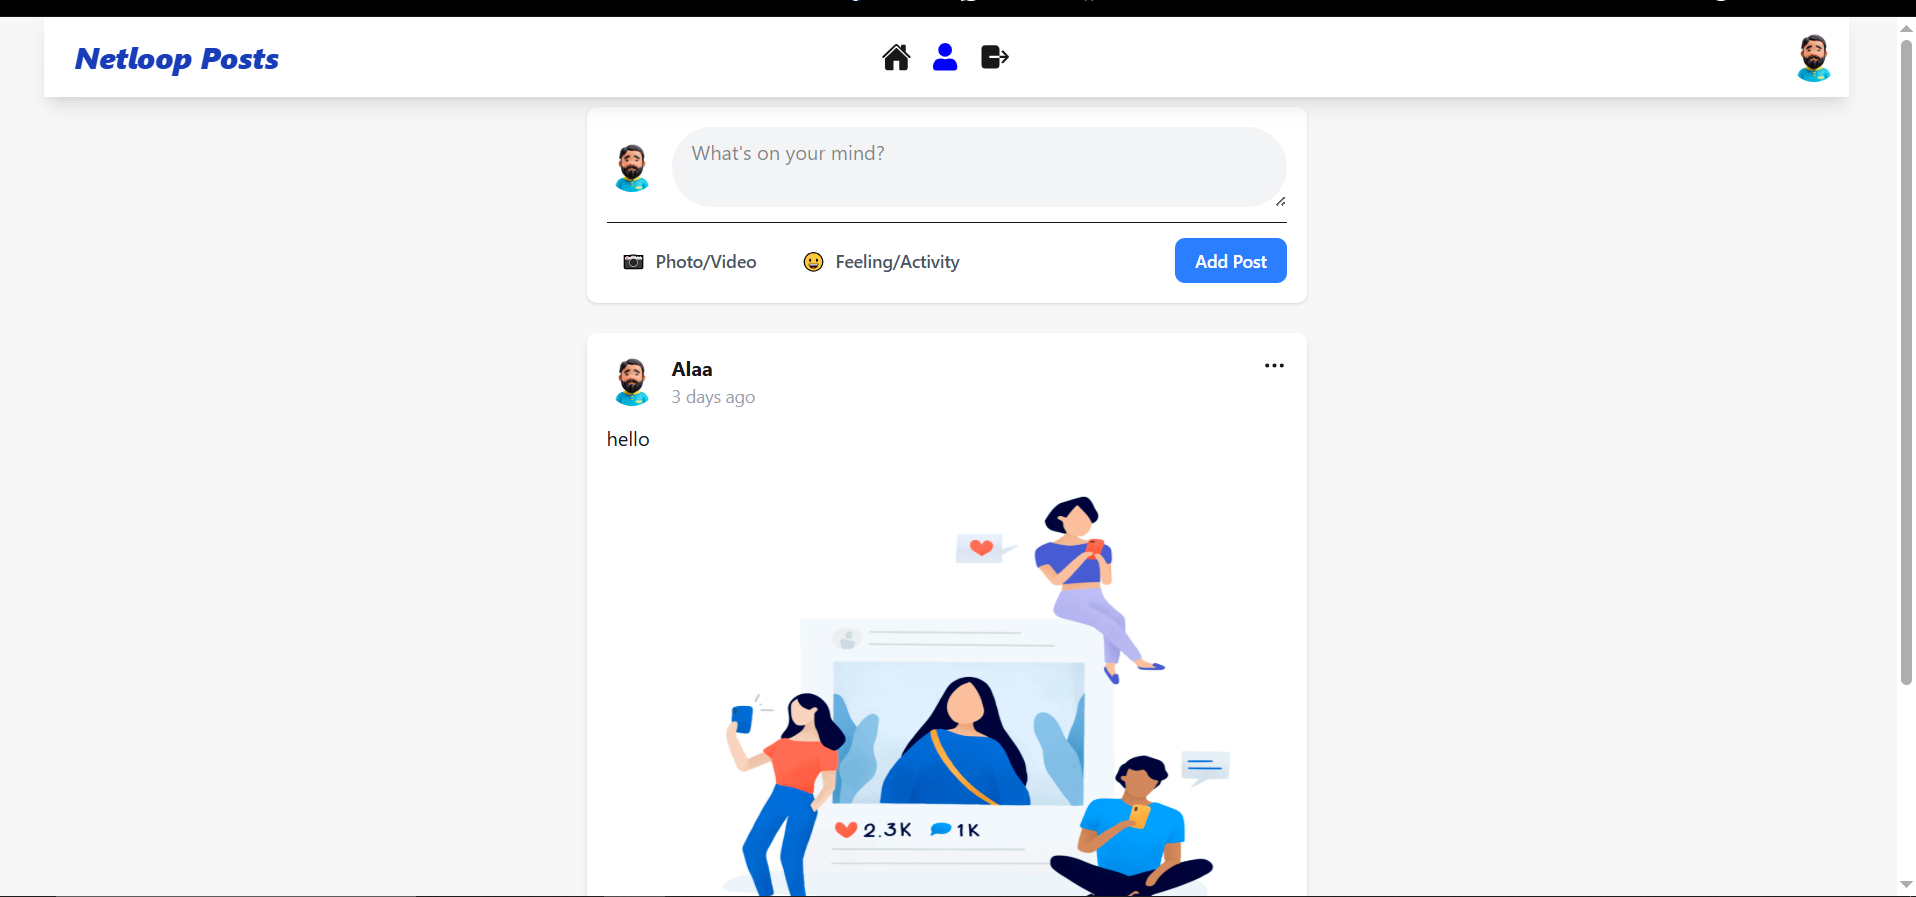 Netloop Posts
What's on your mind?
Photo/Video
Feeling/Activity
Add Post
Alaa
3 days ago
hello
2.3K
1K